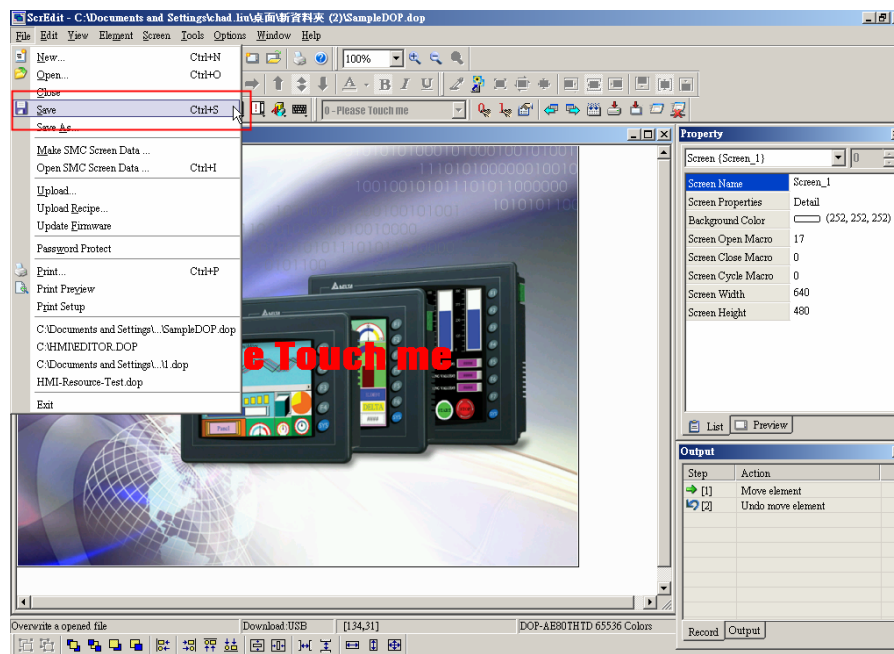 ScrEdit - C:\Documents and Settings\chad.liu\桌面\新資料夾 (2)\SampleDOP.dop
File Edit View Element Screen Tools Options Window Help
New... Ctrl+N
Open... Ctrl+O
Close
Save Ctrl+S
Save As...
Make SMC Screen Data ...
Open SMC Screen Data ... Ctrl+I
Upload...
Upload Recipe...
Update Firmware
Password Protect
Print... Ctrl+P
Print Preview
Print Setup
C:\Documents and Settings\...\SampleDOP.dop
C:\HMI\EDITOR.DOP
C:\Documents and Settings\...\1.dop
HMI-Resource-Test.dop
Exit
100%
A B I U
0 - Please Touch me
e Touch me
DELTA
Property
Screen {Screen_1} 0
Screen Name Screen_1
Screen Properties Detail
Background Color (252, 252, 252)
Screen Open Macro 17
Screen Close Macro 0
Screen Cycle Macro 0
Screen Width 640
Screen Height 480
List Preview
Output
Step Action
[1] Move element
[2] Undo move element
Record Output
Overwrite a opened file Download:USB [134,31] DOP-AE80THTD 65536 Colors